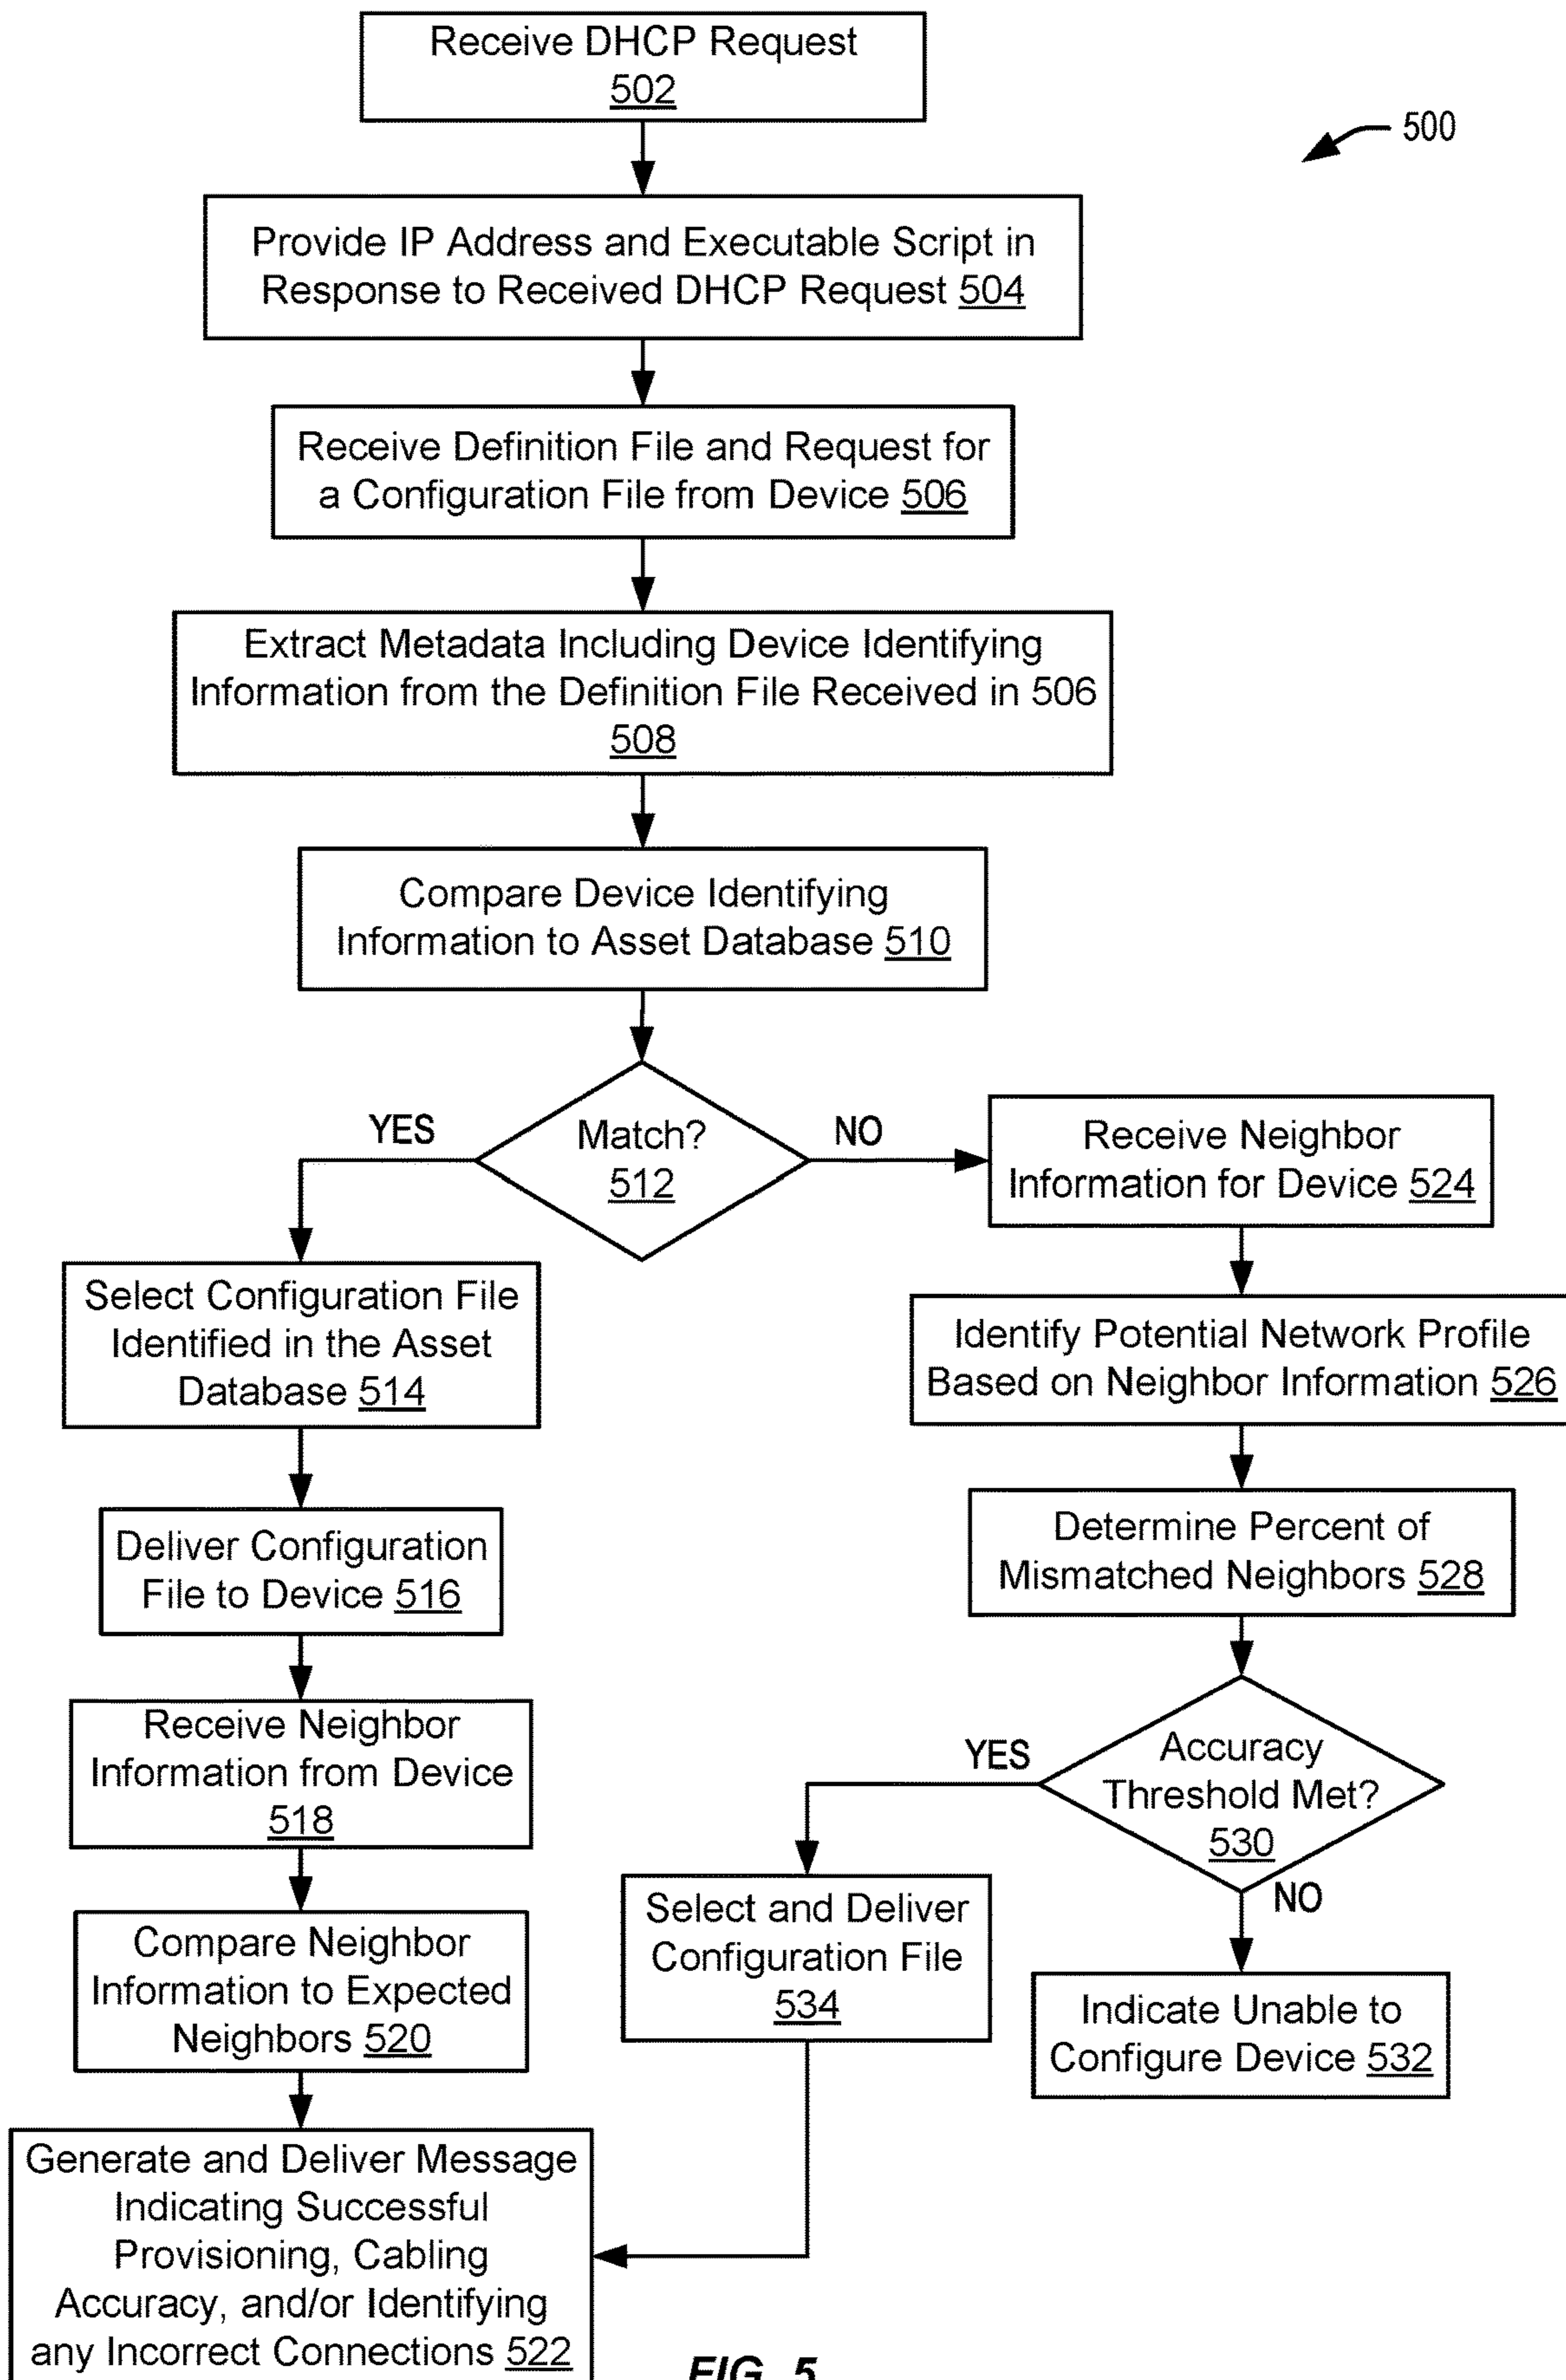 Receive DHCP Request
502
500
Provide IP Address and Executable Script in
Response to Received DHCP Request 504
Receive Definition File and Request for
a Configuration File from Device 506
Extract Metadata Including Device Identifying
Information from the Definition File Received in 506
508
Compare Device Identifying
Information to Asset Database 510
Match?
512
YES
NO
Select Configuration File
Identified in the Asset
Database 514
Deliver Configuration
File to Device 516
Receive Neighbor
Information from Device
518
Compare Neighbor
Information to Expected
Neighbors 520
Generate and Deliver Message
Indicating Successful
Provisioning, Cabling
Accuracy, and/or Identifying
any Incorrect Connections 522
Receive Neighbor
Information for Device 524
Identify Potential Network Profile
Based on Neighbor Information 526
Determine Percent of
Mismatched Neighbors 528
Accuracy
Threshold Met?
530
YES
NO
Select and Deliver
Configuration File
534
Indicate Unable to
Configure Device 532
FIG. 5